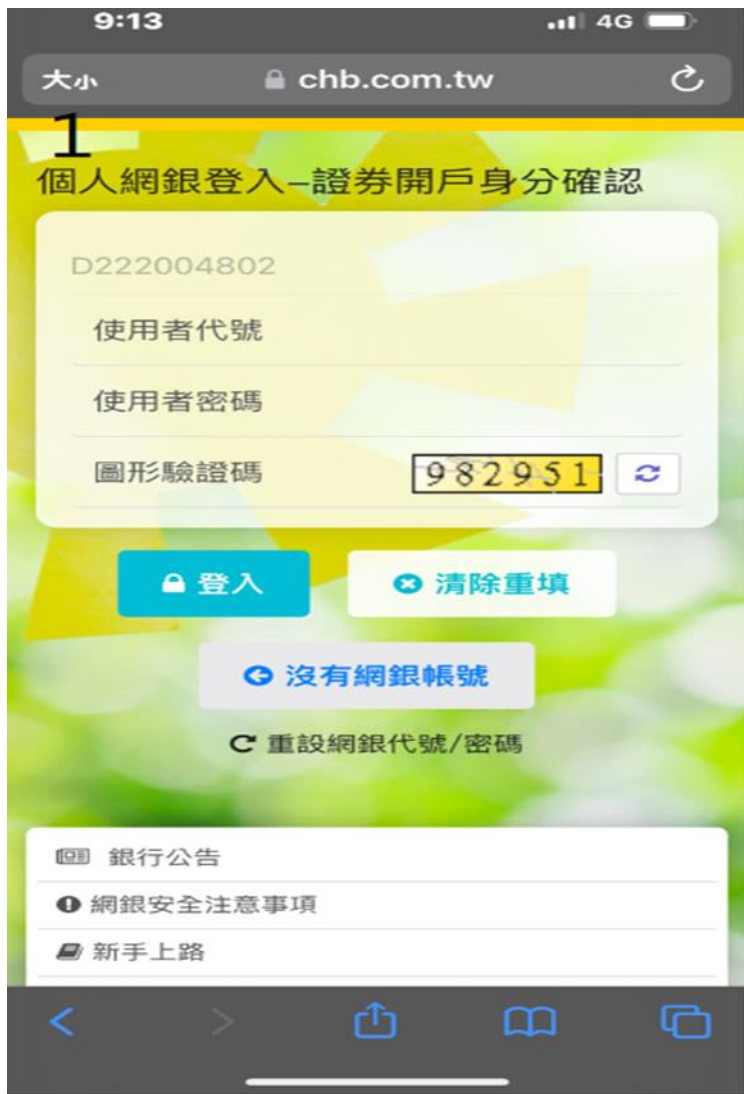 9:13 4G
大小 chb.com.tw
1
個人網銀登入–證券開戶身分確認
D222004802
使用者代號
使用者密碼
圖形驗證碼 982951
登入 清除重填
沒有網銀帳號
重設網銀代號/密碼
銀行公告
網銀安全注意事項
新手上路